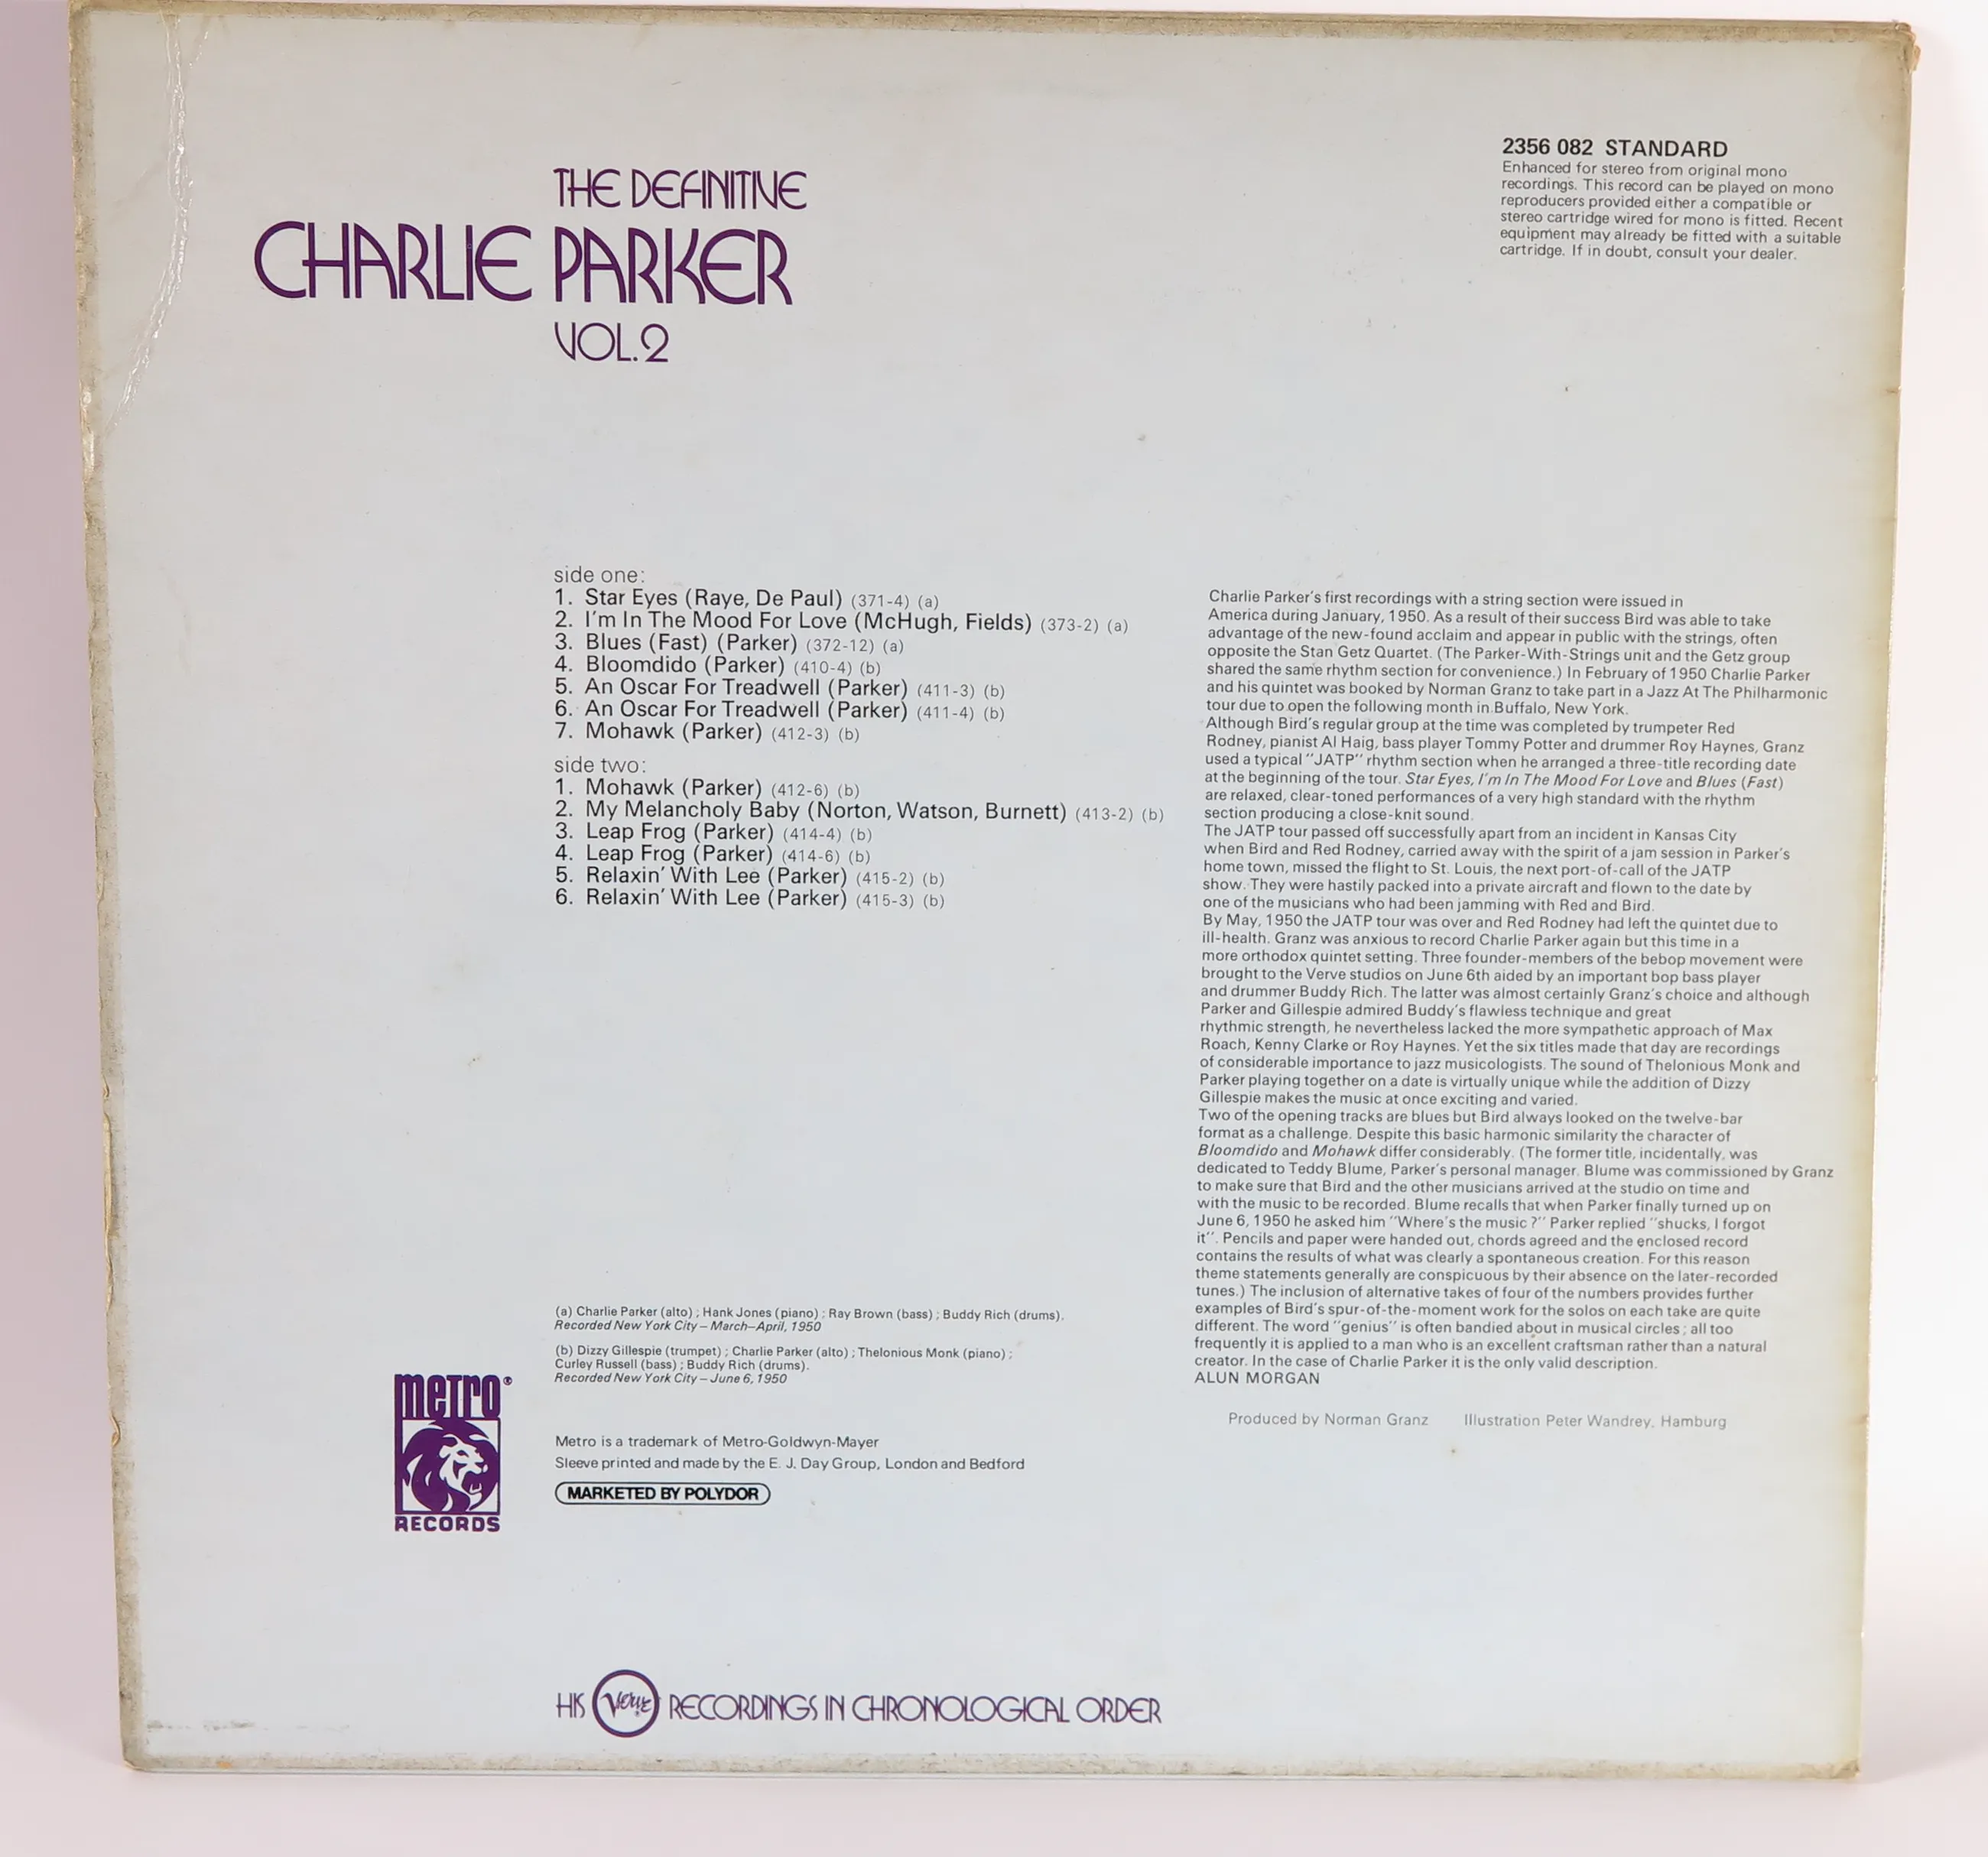 THE DEFINITIVE
CHARLIE PARKER
VOL.2
2356 082 STANDARD
Enhanced for stereo from original mono
recordings. This record can be played on mono
reproducers provided either a compatible or
stereo cartridge wired for mono is fitted. Recent
equipment may already be fitted with a suitable
cartridge. If in doubt, consult your dealer.
side one:
1. Star Eyes (Raye, De Paul) (371-4) (a)
2. I'm In The Mood For Love (McHugh, Fields) (373-2) (a)
3. Blues (Fast) (Parker) (372-12) (a)
4. Bloomdido (Parker) (410-4) (b)
5. An Oscar For Treadwell (Parker) (411-3) (b)
6. An Oscar For Treadwell (Parker) (411-4) (b)
7. Mohawk (Parker) (412-3) (b)
side two:
1. Mohawk (Parker) (412-6) (b)
2. My Melancholy Baby (Norton, Watson, Burnett) (413-2) (b)
3. Leap Frog (Parker) (414-4) (b)
4. Leap Frog (Parker) (414-6) (b)
5. Relaxin' With Lee (Parker) (415-2) (b)
6. Relaxin' With Lee (Parker) (415-3) (b)
(a) Charlie Parker (alto) ; Hank Jones (piano) ; Ray Brown (bass) ; Buddy Rich (drums).
Recorded New York City – March–April, 1950
(b) Dizzy Gillespie (trumpet) ; Charlie Parker (alto) ; Thelonious Monk (piano) ;
Curley Russell (bass) ; Buddy Rich (drums).
Recorded New York City – June 6, 1950
metro®
RECORDS
Metro is a trademark of Metro-Goldwyn-Mayer
Sleeve printed and made by the E. J. Day Group, London and Bedford
MARKETED BY POLYDOR
Charlie Parker's first recordings with a string section were issued in
America during January, 1950. As a result of their success Bird was able to take
advantage of the new-found acclaim and appear in public with the strings, often
opposite the Stan Getz Quartet. (The Parker-With-Strings unit and the Getz group
shared the same rhythm section for convenience.) In February of 1950 Charlie Parker
and his quintet was booked by Norman Granz to take part in a Jazz At The Philharmonic
tour due to open the following month in Buffalo, New York.
Although Bird's regular group at the time was completed by trumpeter Red
Rodney, pianist Al Haig, bass player Tommy Potter and drummer Roy Haynes, Granz
used a typical "JATP" rhythm section when he arranged a three-title recording date
at the beginning of the tour. Star Eyes, I'm In The Mood For Love and Blues (Fast)
are relaxed, clear-toned performances of a very high standard with the rhythm
section producing a close-knit sound.
The JATP tour passed off successfully apart from an incident in Kansas City
when Bird and Red Rodney, carried away with the spirit of a jam session in Parker's
home town, missed the flight to St. Louis, the next port-of-call of the JATP
show. They were hastily packed into a private aircraft and flown to the date by
one of the musicians who had been jamming with Red and Bird.
By May, 1950 the JATP tour was over and Red Rodney had left the quintet due to
ill-health. Granz was anxious to record Charlie Parker again but this time in a
more orthodox quintet setting. Three founder-members of the bebop movement were
brought to the Verve studios on June 6th aided by an important bop bass player
and drummer Buddy Rich. The latter was almost certainly Granz's choice and although
Parker and Gillespie admired Buddy's flawless technique and great
rhythmic strength, he nevertheless lacked the more sympathetic approach of Max
Roach, Kenny Clarke or Roy Haynes. Yet the six titles made that day are recordings
of considerable importance to jazz musicologists. The sound of Thelonious Monk and
Parker playing together on a date is virtually unique while the addition of Dizzy
Gillespie makes the music at once exciting and varied.
Two of the opening tracks are blues but Bird always looked on the twelve-bar
format as a challenge. Despite this basic harmonic similarity the character of
Bloomdido and Mohawk differ considerably. (The former title, incidentally, was
dedicated to Teddy Blume, Parker's personal manager. Blume was commissioned by Granz
to make sure that Bird and the other musicians arrived at the studio on time and
with the music to be recorded. Blume recalls that when Parker finally turned up on
June 6, 1950 he asked him "Where's the music ?" Parker replied "shucks, I forgot
it". Pencils and paper were handed out, chords agreed and the enclosed record
contains the results of what was clearly a spontaneous creation. For this reason
theme statements generally are conspicuous by their absence on the later-recorded
tunes.) The inclusion of alternative takes of four of the numbers provides further
examples of Bird's spur-of-the-moment work for the solos on each take are quite
different. The word "genius" is often bandied about in musical circles ; all too
frequently it is applied to a man who is an excellent craftsman rather than a natural
creator. In the case of Charlie Parker it is the only valid description.
ALUN MORGAN
Produced by Norman Granz Illustration Peter Wandrey, Hamburg
HIS Verve RECORDINGS IN CHRONOLOGICAL ORDER